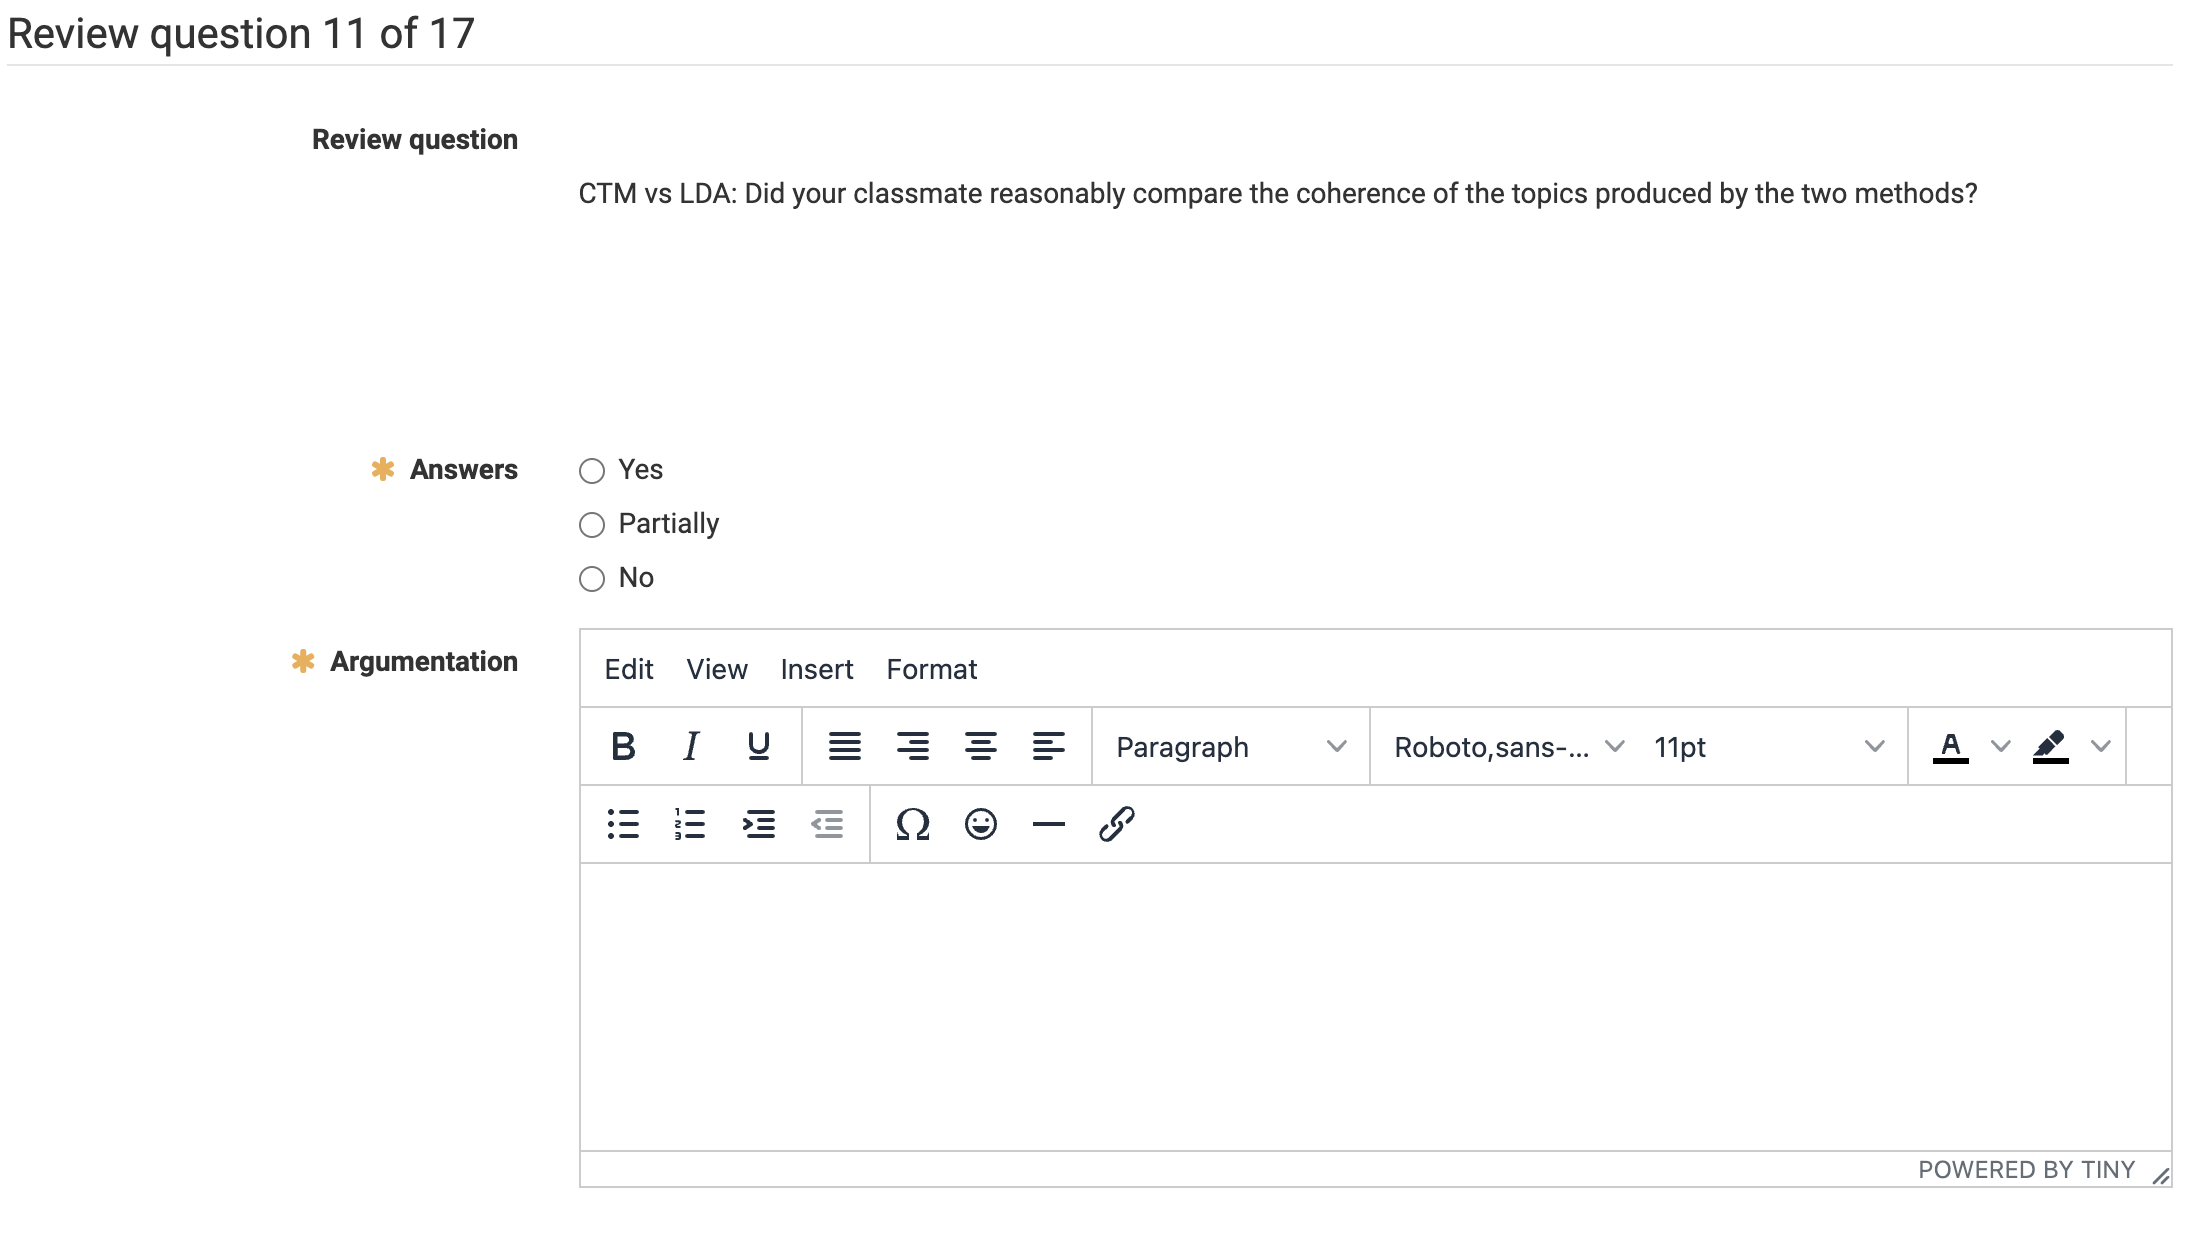 Review question 11 of 17
Review question
CTM vs LDA: Did your classmate reasonably compare the coherence of the topics produced by the two methods?
Answers
Yes
Partially
No
Argumentation
Edit View Insert Format
B I U Paragraph Roboto,sans-... 11pt A
Ω
POWERED BY TINY